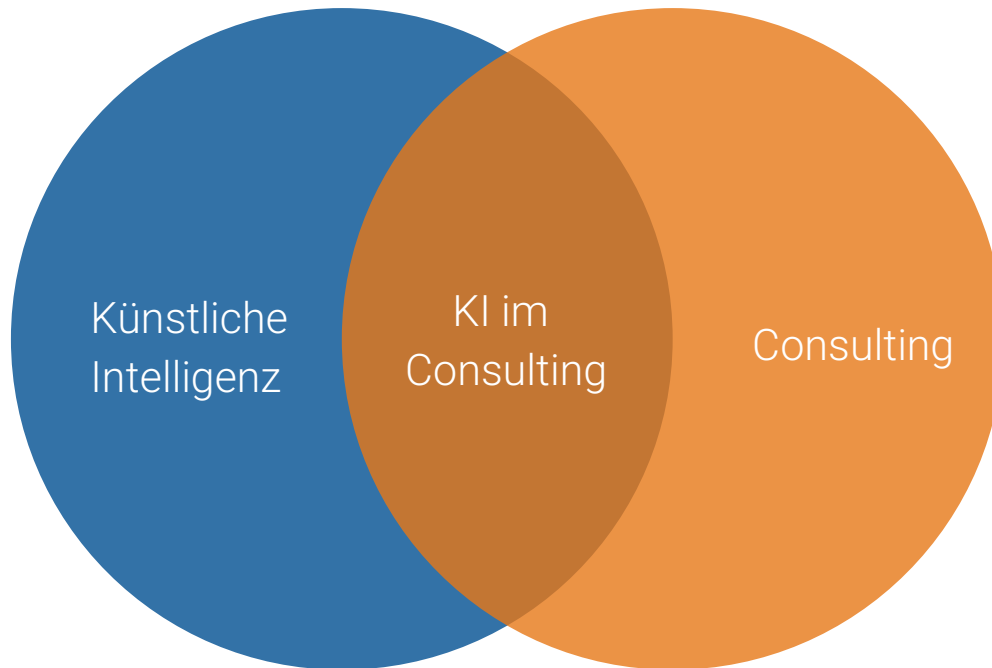 Künstliche
Intelligenz
KI im
Consulting
Consulting